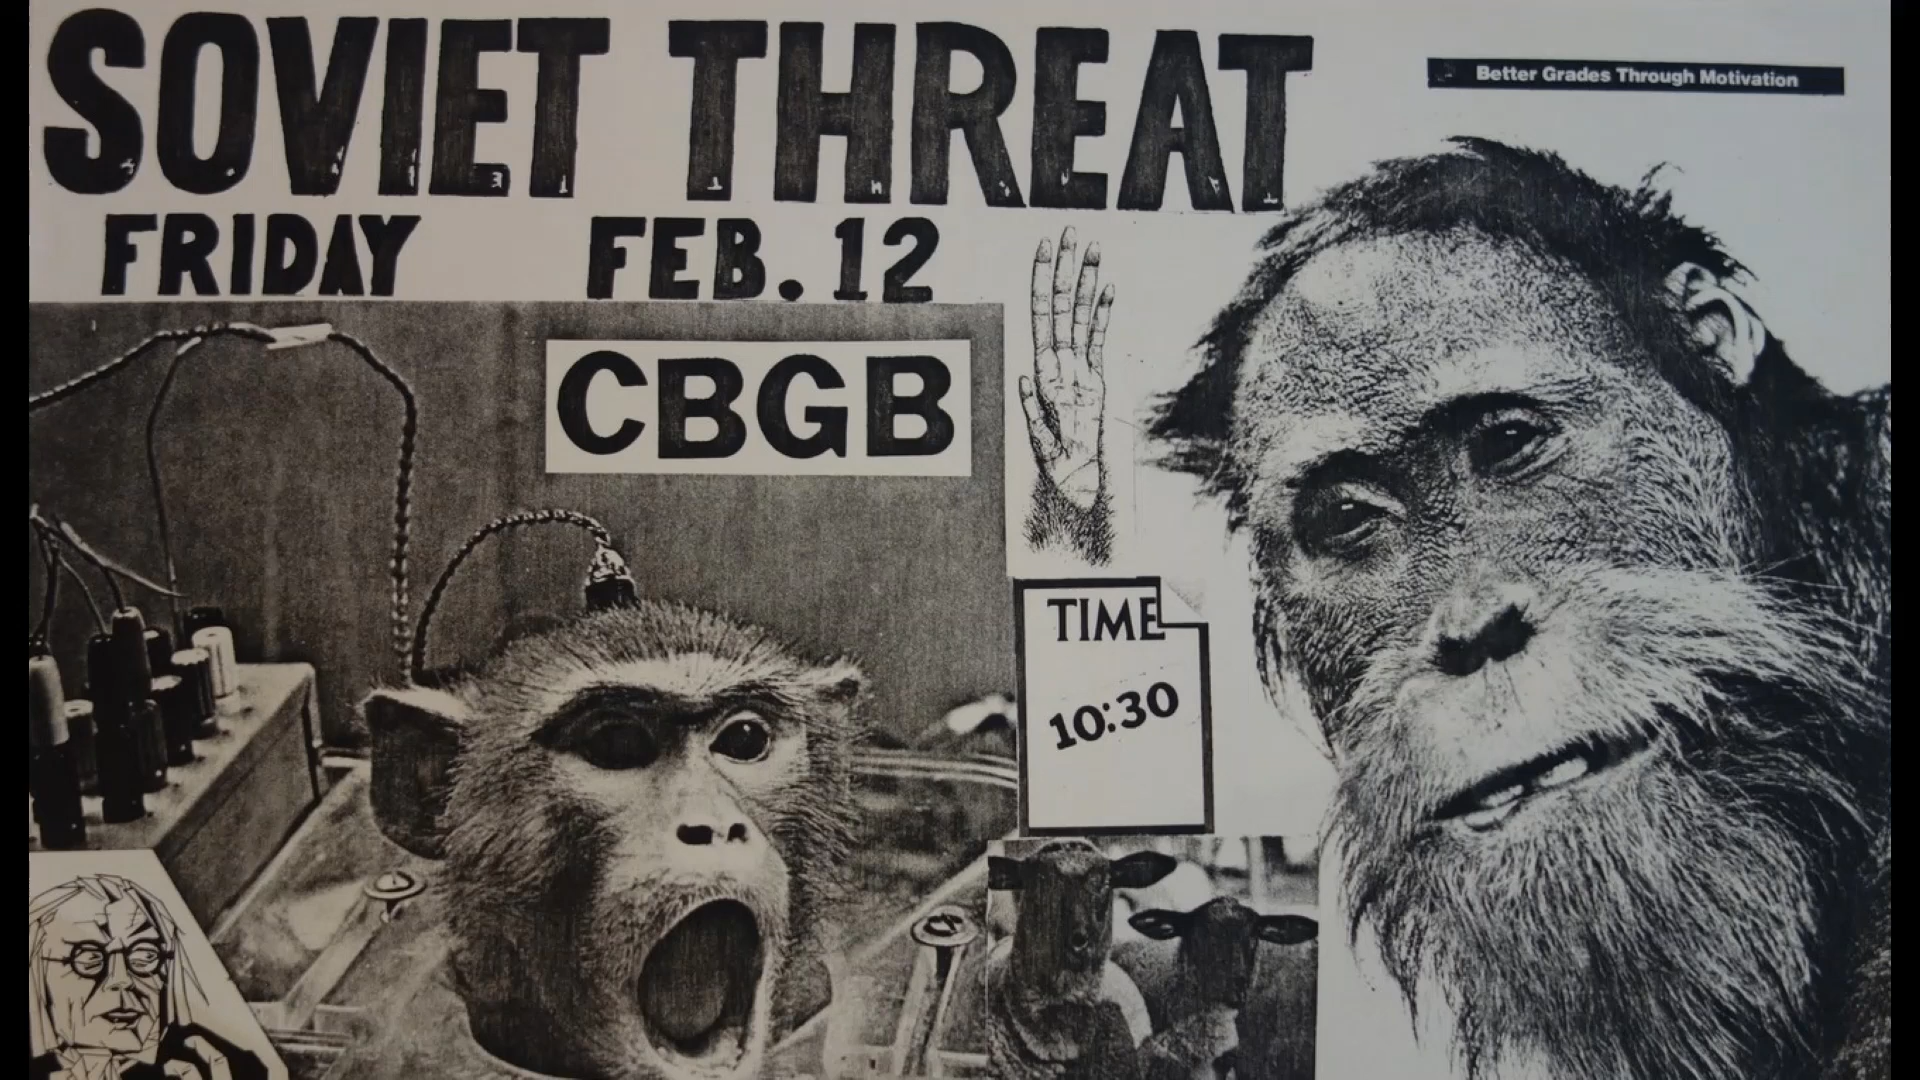 SOVIET THREAT
Better Grades Through Motivation
FRIDAY FEB. 12
CBGB
TIME
10:30